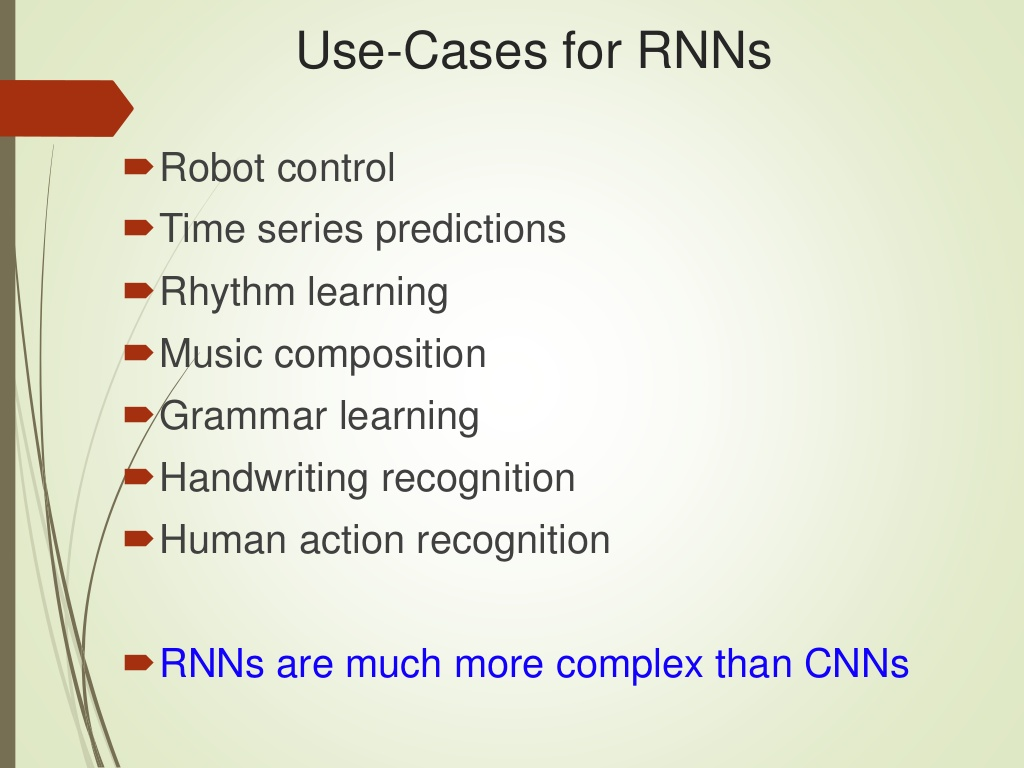 Use-Cases for RNNs
Robot control
Time series predictions
Rhythm learning
Music composition
Grammar learning
Handwriting recognition
Human action recognition
RNNs are much more complex than CNNs